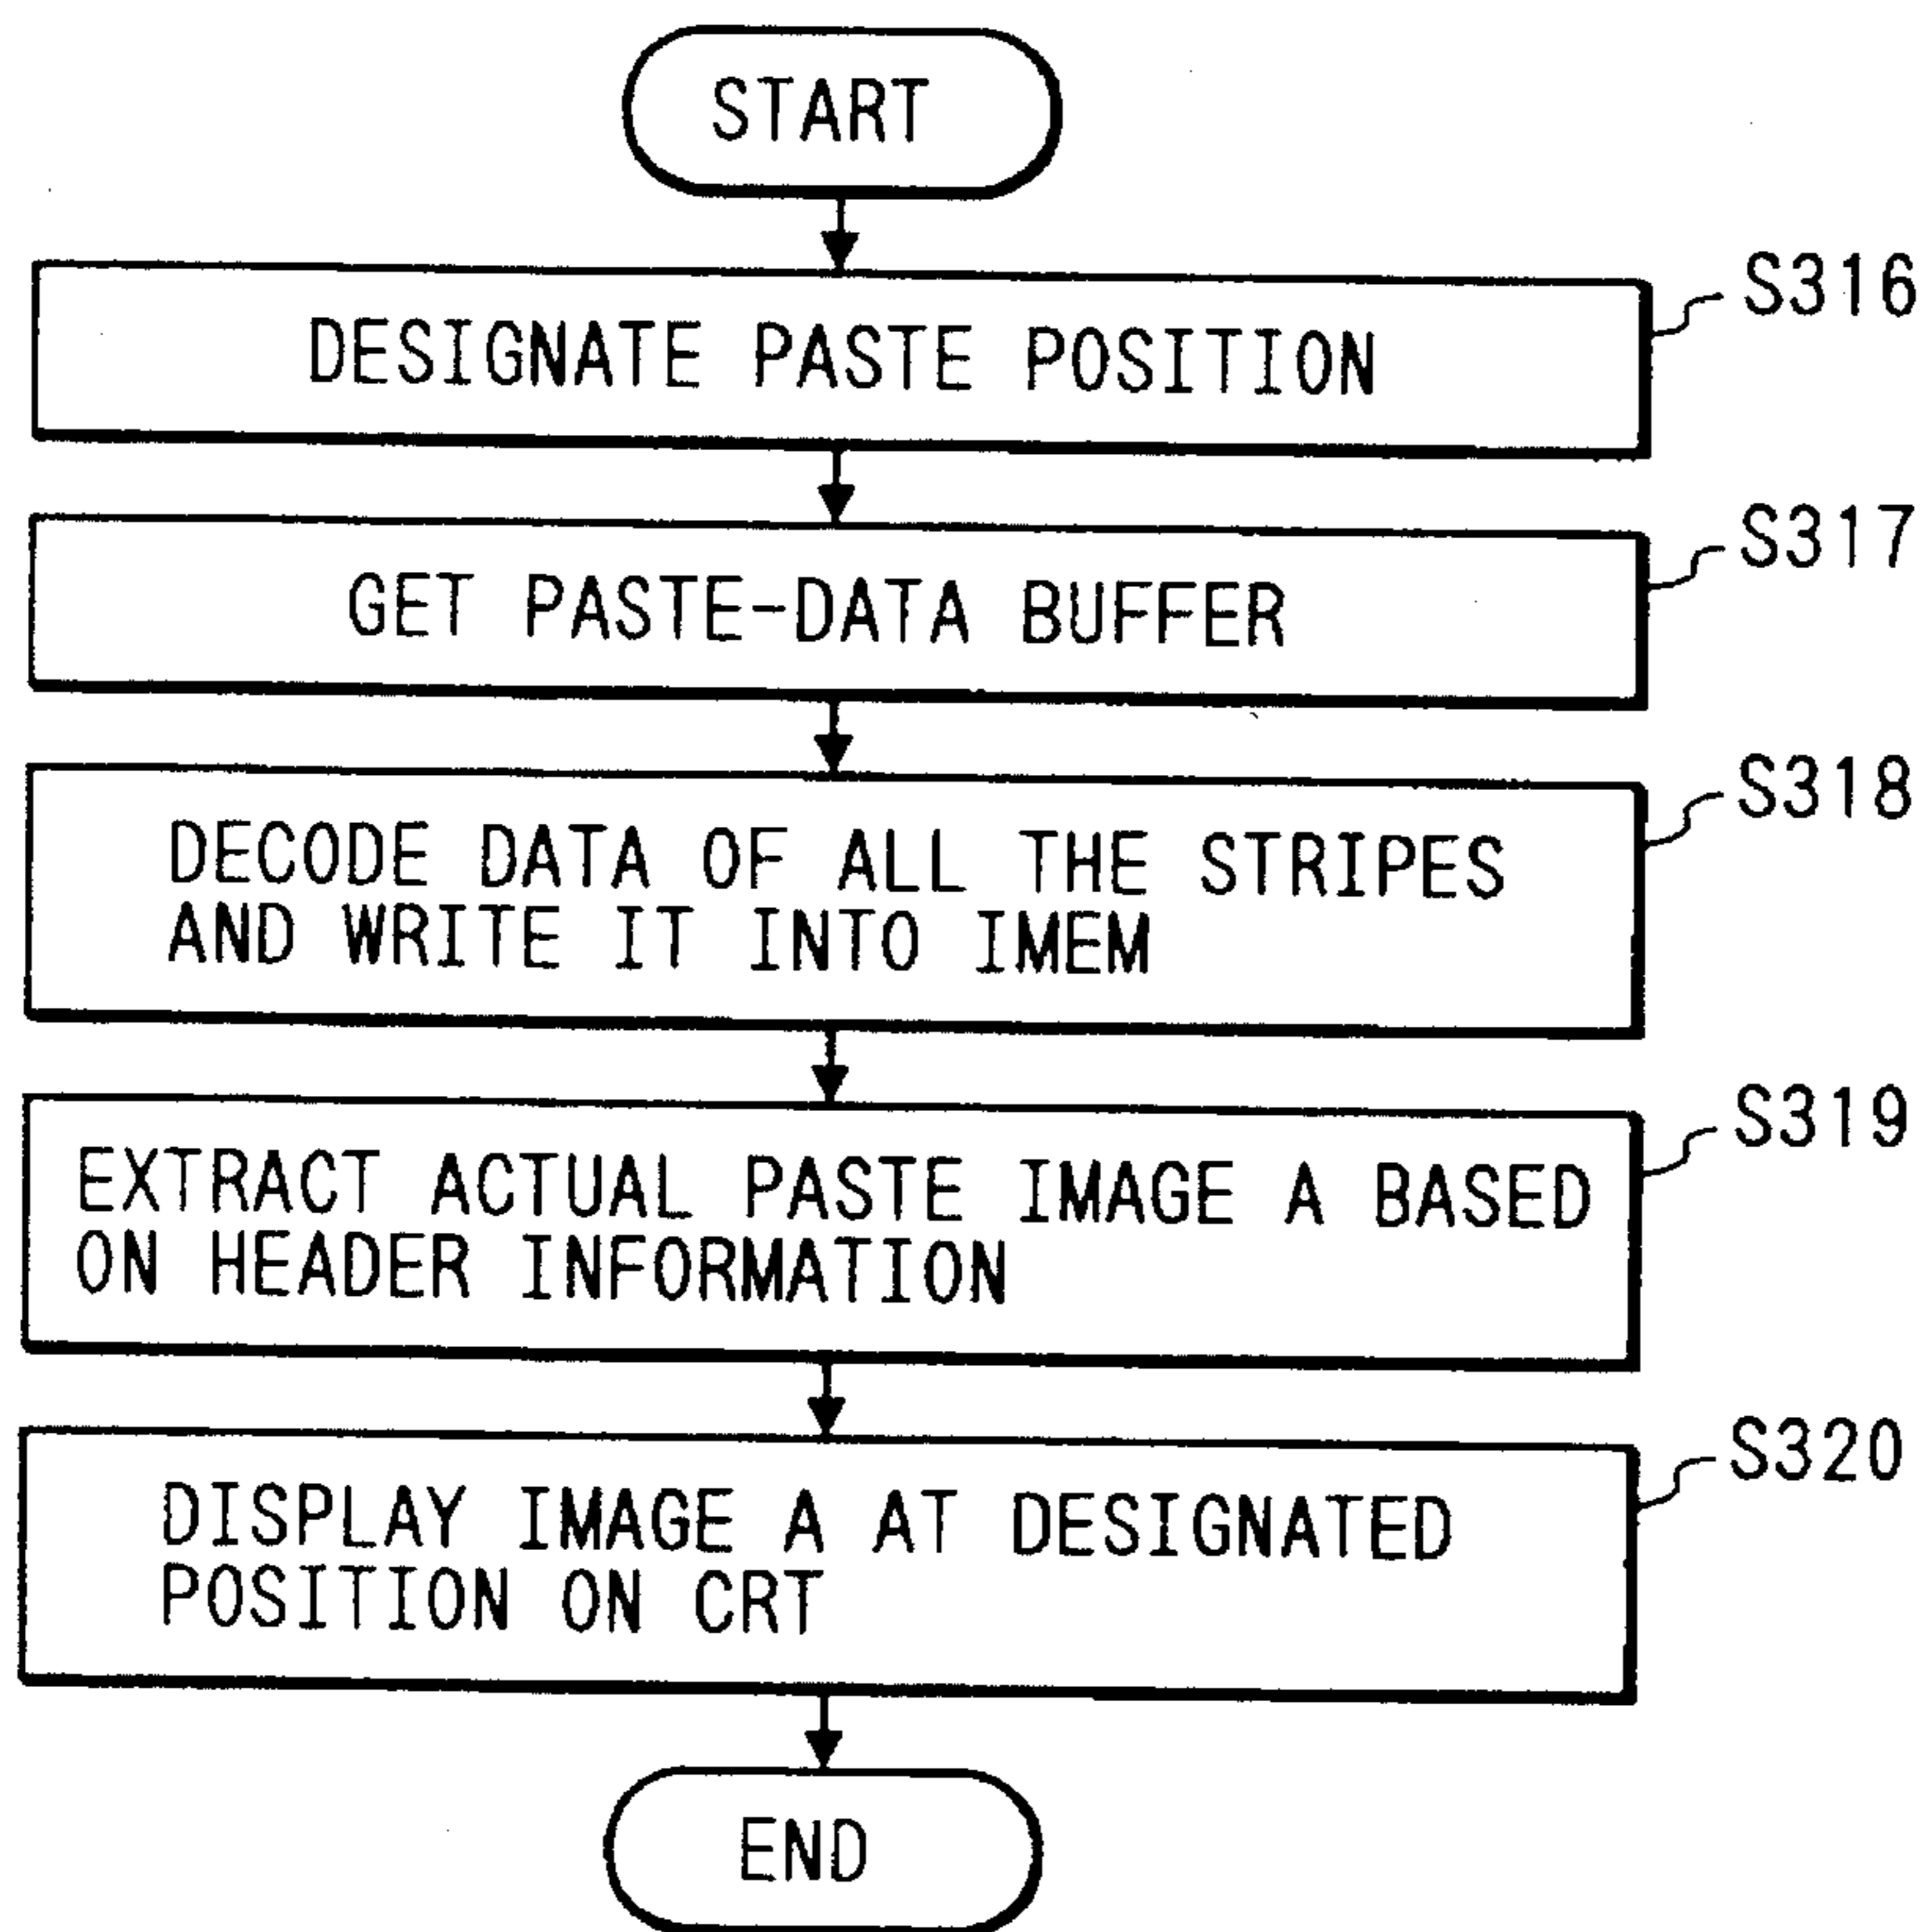 START
S316
DESIGNATE PASTE POSITION
S317
GET PASTE-DATA BUFFER
S318
DECODE DATA OF ALL THE STRIPES
AND WRITE IT INTO IMEM
S319
EXTRACT ACTUAL PASTE IMAGE A BASED
ON HEADER INFORMATION
S320
DISPLAY IMAGE A AT DESIGNATED
POSITION ON CRT
END